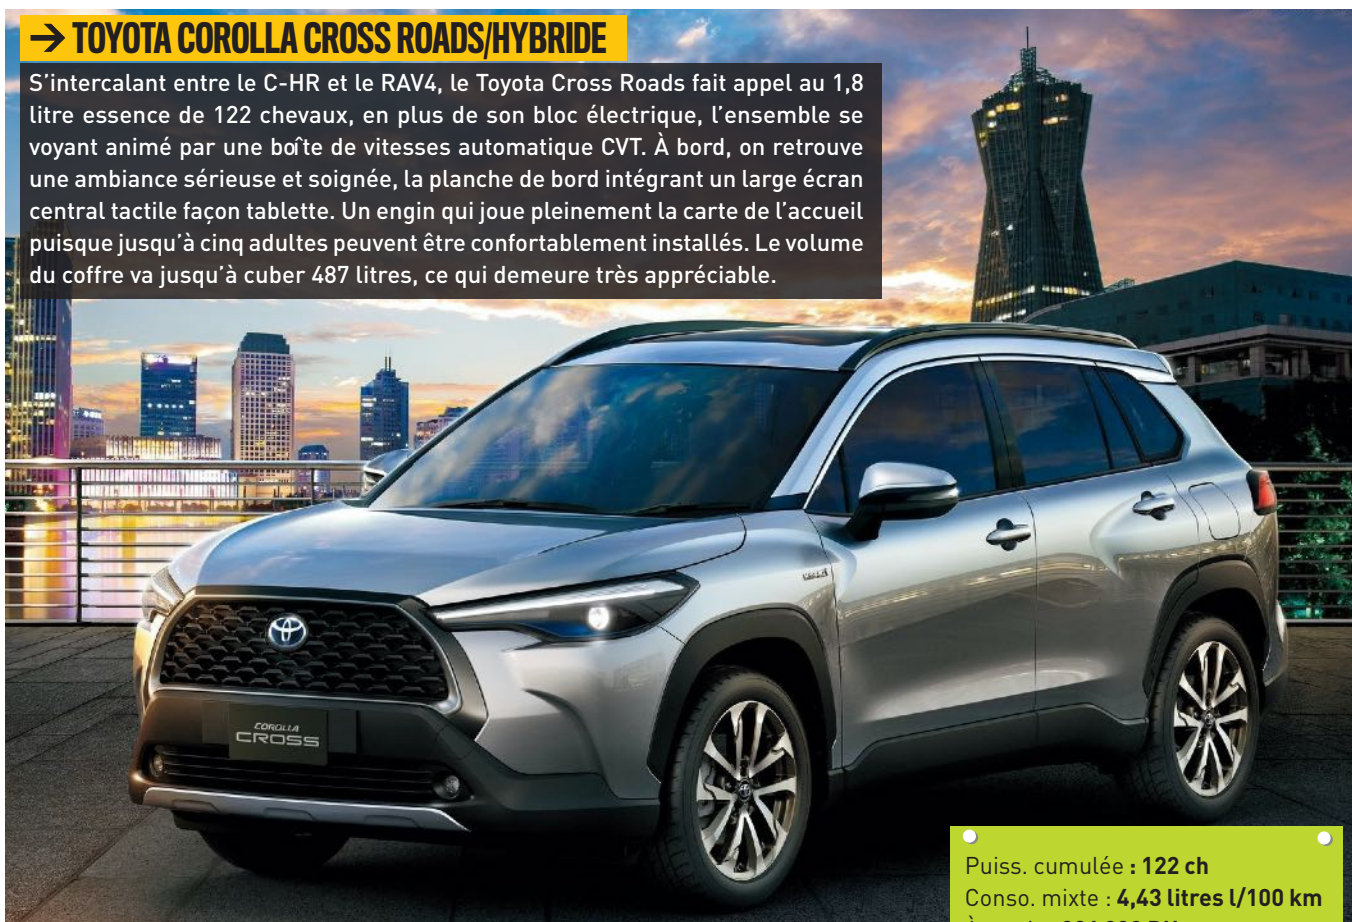 → TOYOTA COROLLA CROSS ROADS/HYBRIDE
S’intercalant entre le C-HR et le RAV4, le Toyota Cross Roads fait appel au 1,8
litre essence de 122 chevaux, en plus de son bloc électrique, l’ensemble se
voyant animé par une boîte de vitesses automatique CVT. À bord, on retrouve
une ambiance sérieuse et soignée, la planche de bord intégrant un large écran
central tactile façon tablette. Un engin qui joue pleinement la carte de l’accueil
puisque jusqu’à cinq adultes peuvent être confortablement installés. Le volume
du coffre va jusqu’à cuber 487 litres, ce qui demeure très appréciable.
COROLLA
CROSS
Puiss. cumulée : 122 ch
Conso. mixte : 4,43 litres l/100 km